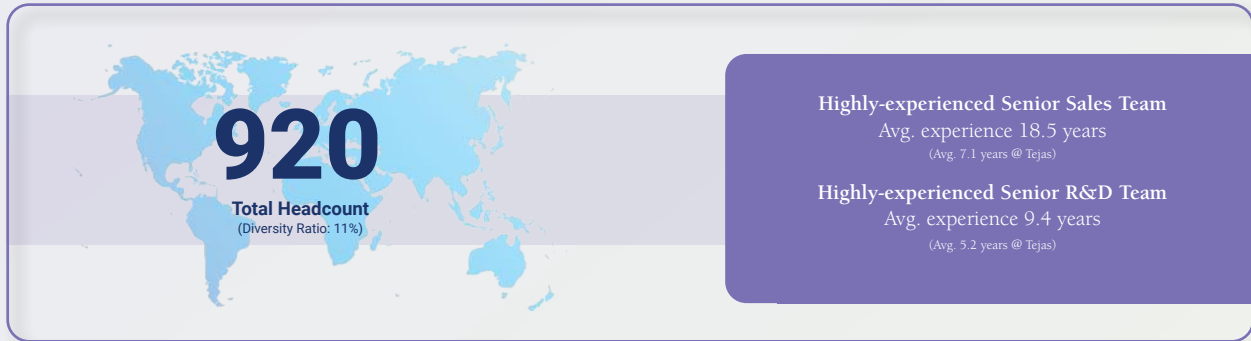 920
Total Headcount
(Diversity Ratio: 11%)
Highly-experienced Senior Sales Team
Avg. experience 18.5 years
(Avg. 7.1 years @ Tejas)
Highly-experienced Senior R&D Team
Avg. experience 9.4 years
(Avg. 5.2 years @ Tejas)